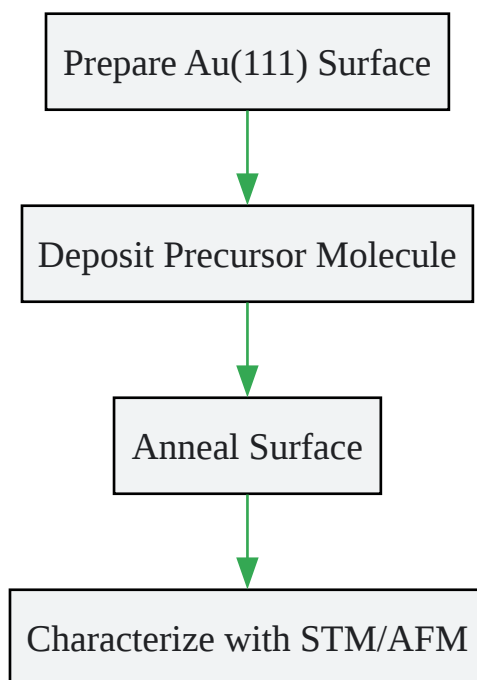 Prepare Au(111) Surface
Deposit Precursor Molecule
Anneal Surface
Characterize with STM/AFM